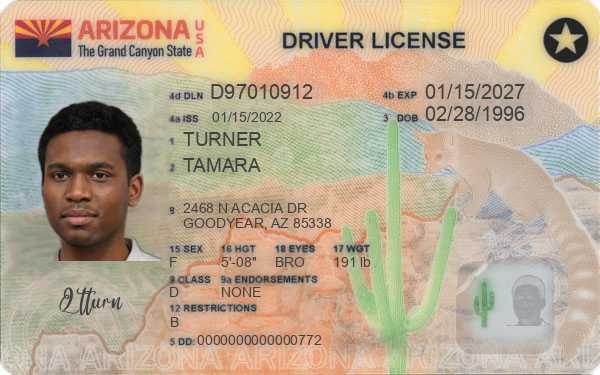 ARIZONA USA
The Grand Canyon State
DRIVER LICENSE
4d DLN D97010912
4b EXP 01/15/2027
4a ISS 01/15/2022
3 DOB 02/28/1996
1 TURNER
2 TAMARA
8 2468 N ACACIA DR
GOODYEAR, AZ 85338
15 SEX 16 HGT 18 EYES 17 WGT
F 5'-08" BRO 191 lb
9 CLASS 9a ENDORSEMENTS
D NONE
12 RESTRICTIONS
B
5 DD: 0000000000000772
ARIZONA ARIZONA ARIZONA ARIZONA